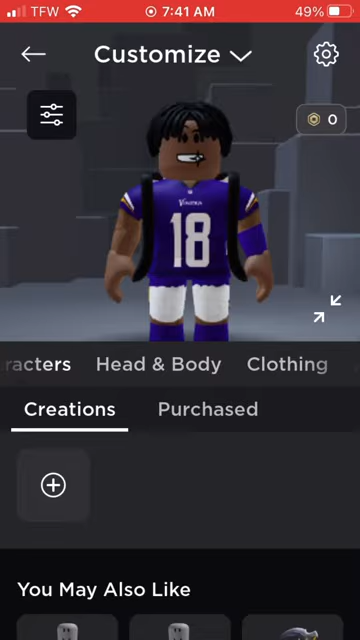 TFW 7:41 AM 49%
Customize
0
Vikings
18
racters Head & Body Clothing
Creations Purchased
You May Also Like